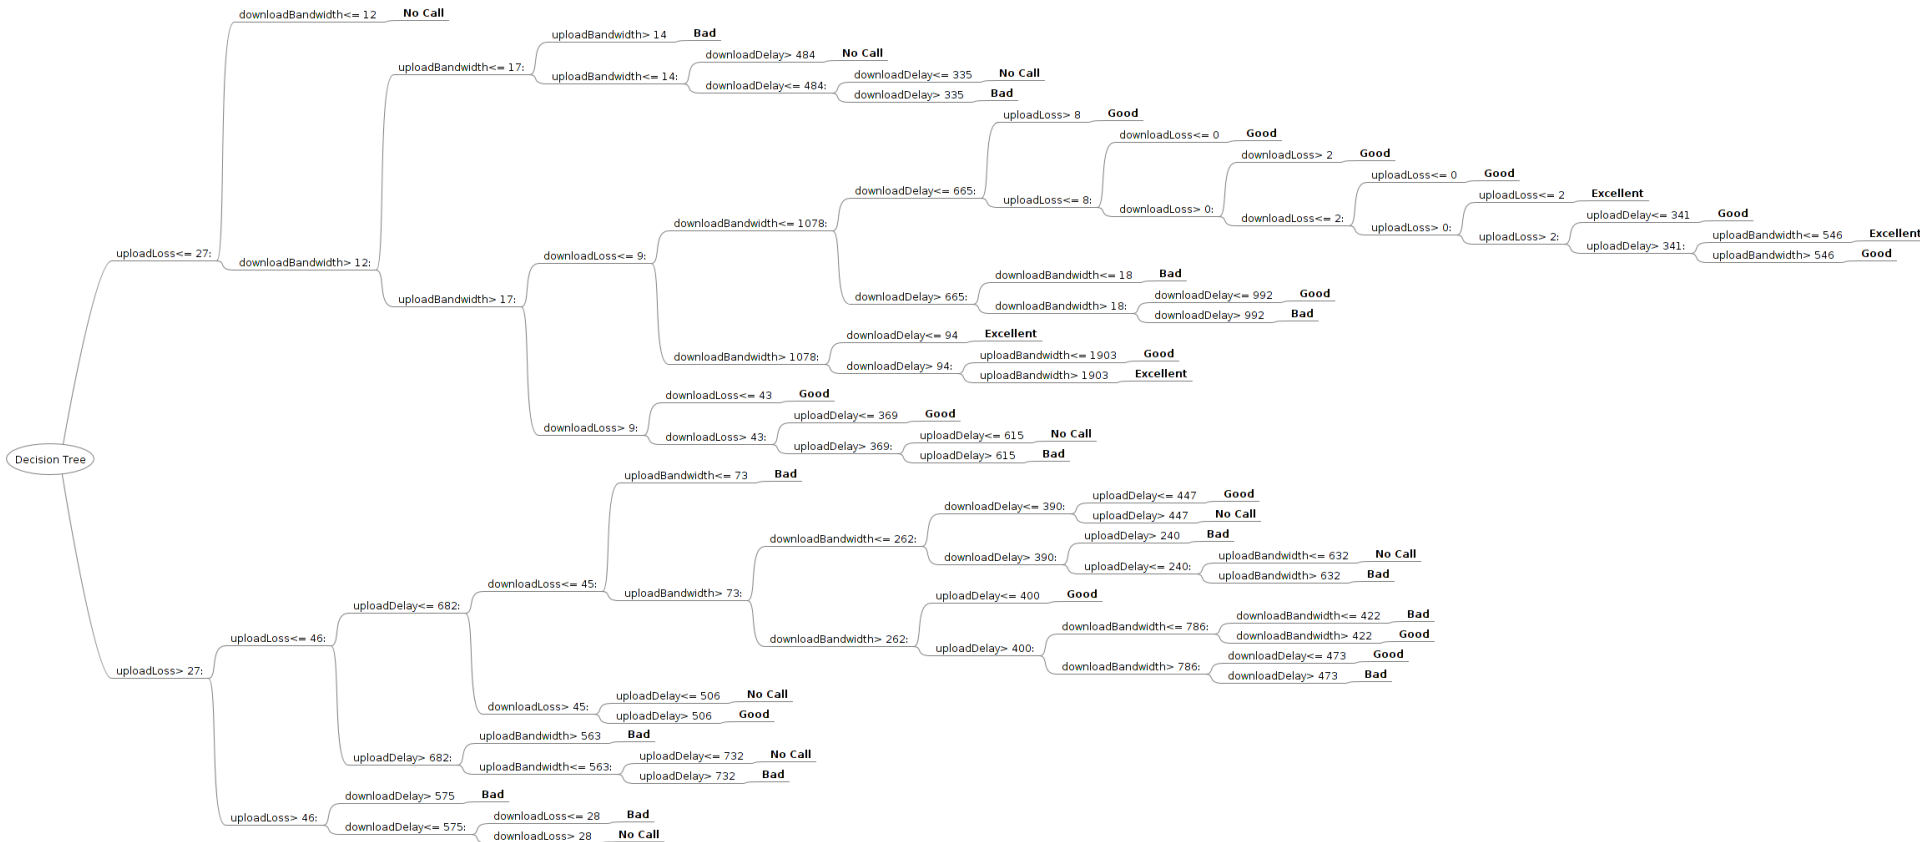 downloadBandwidth<= 12 No Call
uploadBandwidth> 14 Bad
downloadDelay> 484 No Call
uploadBandwidth<= 17:
uploadBandwidth<= 14:
downloadDelay<= 335 No Call
downloadDelay<= 484:
downloadDelay> 335 Bad
uploadLoss> 8 Good
downloadLoss<= 0 Good
downloadLoss> 2 Good
uploadLoss<= 0 Good
downloadDelay<= 665:
uploadLoss<= 2 Excellent
uploadLoss<= 8:
downloadLoss> 0:
uploadDelay<= 341 Good
downloadLoss<= 2:
downloadBandwidth<= 1078:
uploadLoss> 0:
uploadBandwidth<= 546 Excellent
uploadLoss> 2:
uploadDelay> 341:
uploadLoss<= 27:
uploadBandwidth> 546 Good
downloadLoss<= 9:
downloadBandwidth> 12:
downloadBandwidth<= 18 Bad
downloadDelay> 665:
downloadDelay<= 992 Good
uploadBandwidth> 17:
downloadBandwidth> 18:
downloadDelay> 992 Bad
downloadDelay<= 94 Excellent
downloadBandwidth> 1078:
uploadBandwidth<= 1903 Good
downloadDelay> 94:
uploadBandwidth> 1903 Excellent
downloadLoss<= 43 Good
uploadDelay<= 369 Good
downloadLoss> 9:
downloadLoss> 43:
uploadDelay<= 615 No Call
uploadDelay> 369:
uploadDelay> 615 Bad
Decision Tree
uploadBandwidth<= 73 Bad
uploadDelay<= 447 Good
downloadDelay<= 390:
uploadDelay> 447 No Call
downloadBandwidth<= 262:
uploadDelay> 240 Bad
downloadDelay> 390:
uploadBandwidth<= 632 No Call
uploadDelay<= 240:
uploadBandwidth> 632 Bad
downloadLoss<= 45:
uploadBandwidth> 73:
uploadDelay<= 400 Good
uploadDelay<= 682:
downloadBandwidth<= 422 Bad
downloadBandwidth<= 786:
downloadBandwidth> 422 Good
uploadLoss<= 46:
downloadBandwidth> 262:
uploadDelay> 400:
downloadDelay<= 473 Good
downloadBandwidth> 786:
downloadDelay> 473 Bad
uploadLoss> 27:
uploadDelay<= 506 No Call
downloadLoss> 45:
uploadDelay> 506 Good
uploadBandwidth> 563 Bad
uploadDelay> 682:
uploadDelay<= 732 No Call
uploadBandwidth<= 563:
uploadDelay> 732 Bad
downloadDelay> 575 Bad
uploadLoss> 46:
downloadLoss<= 28 Bad
downloadDelay<= 575:
downloadLoss> 28 No Call